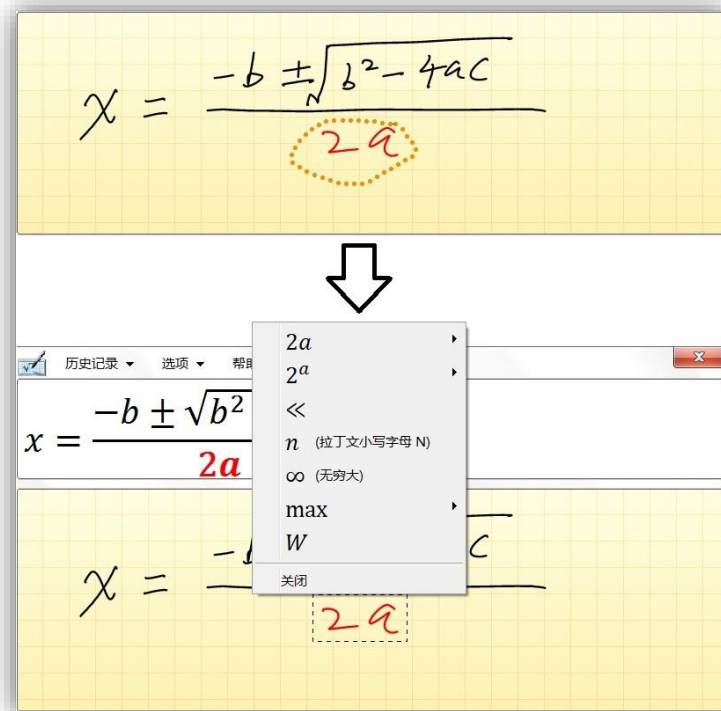 x = (-b ± √(b² - 4ac)) / 2a
历史记录 选项
x = (-b ± √b²) / 2a
2a
2ᵃ
≪
n (拉丁文小写字母 N)
∞ (无穷大)
max
W
关闭
x = - c / 2a